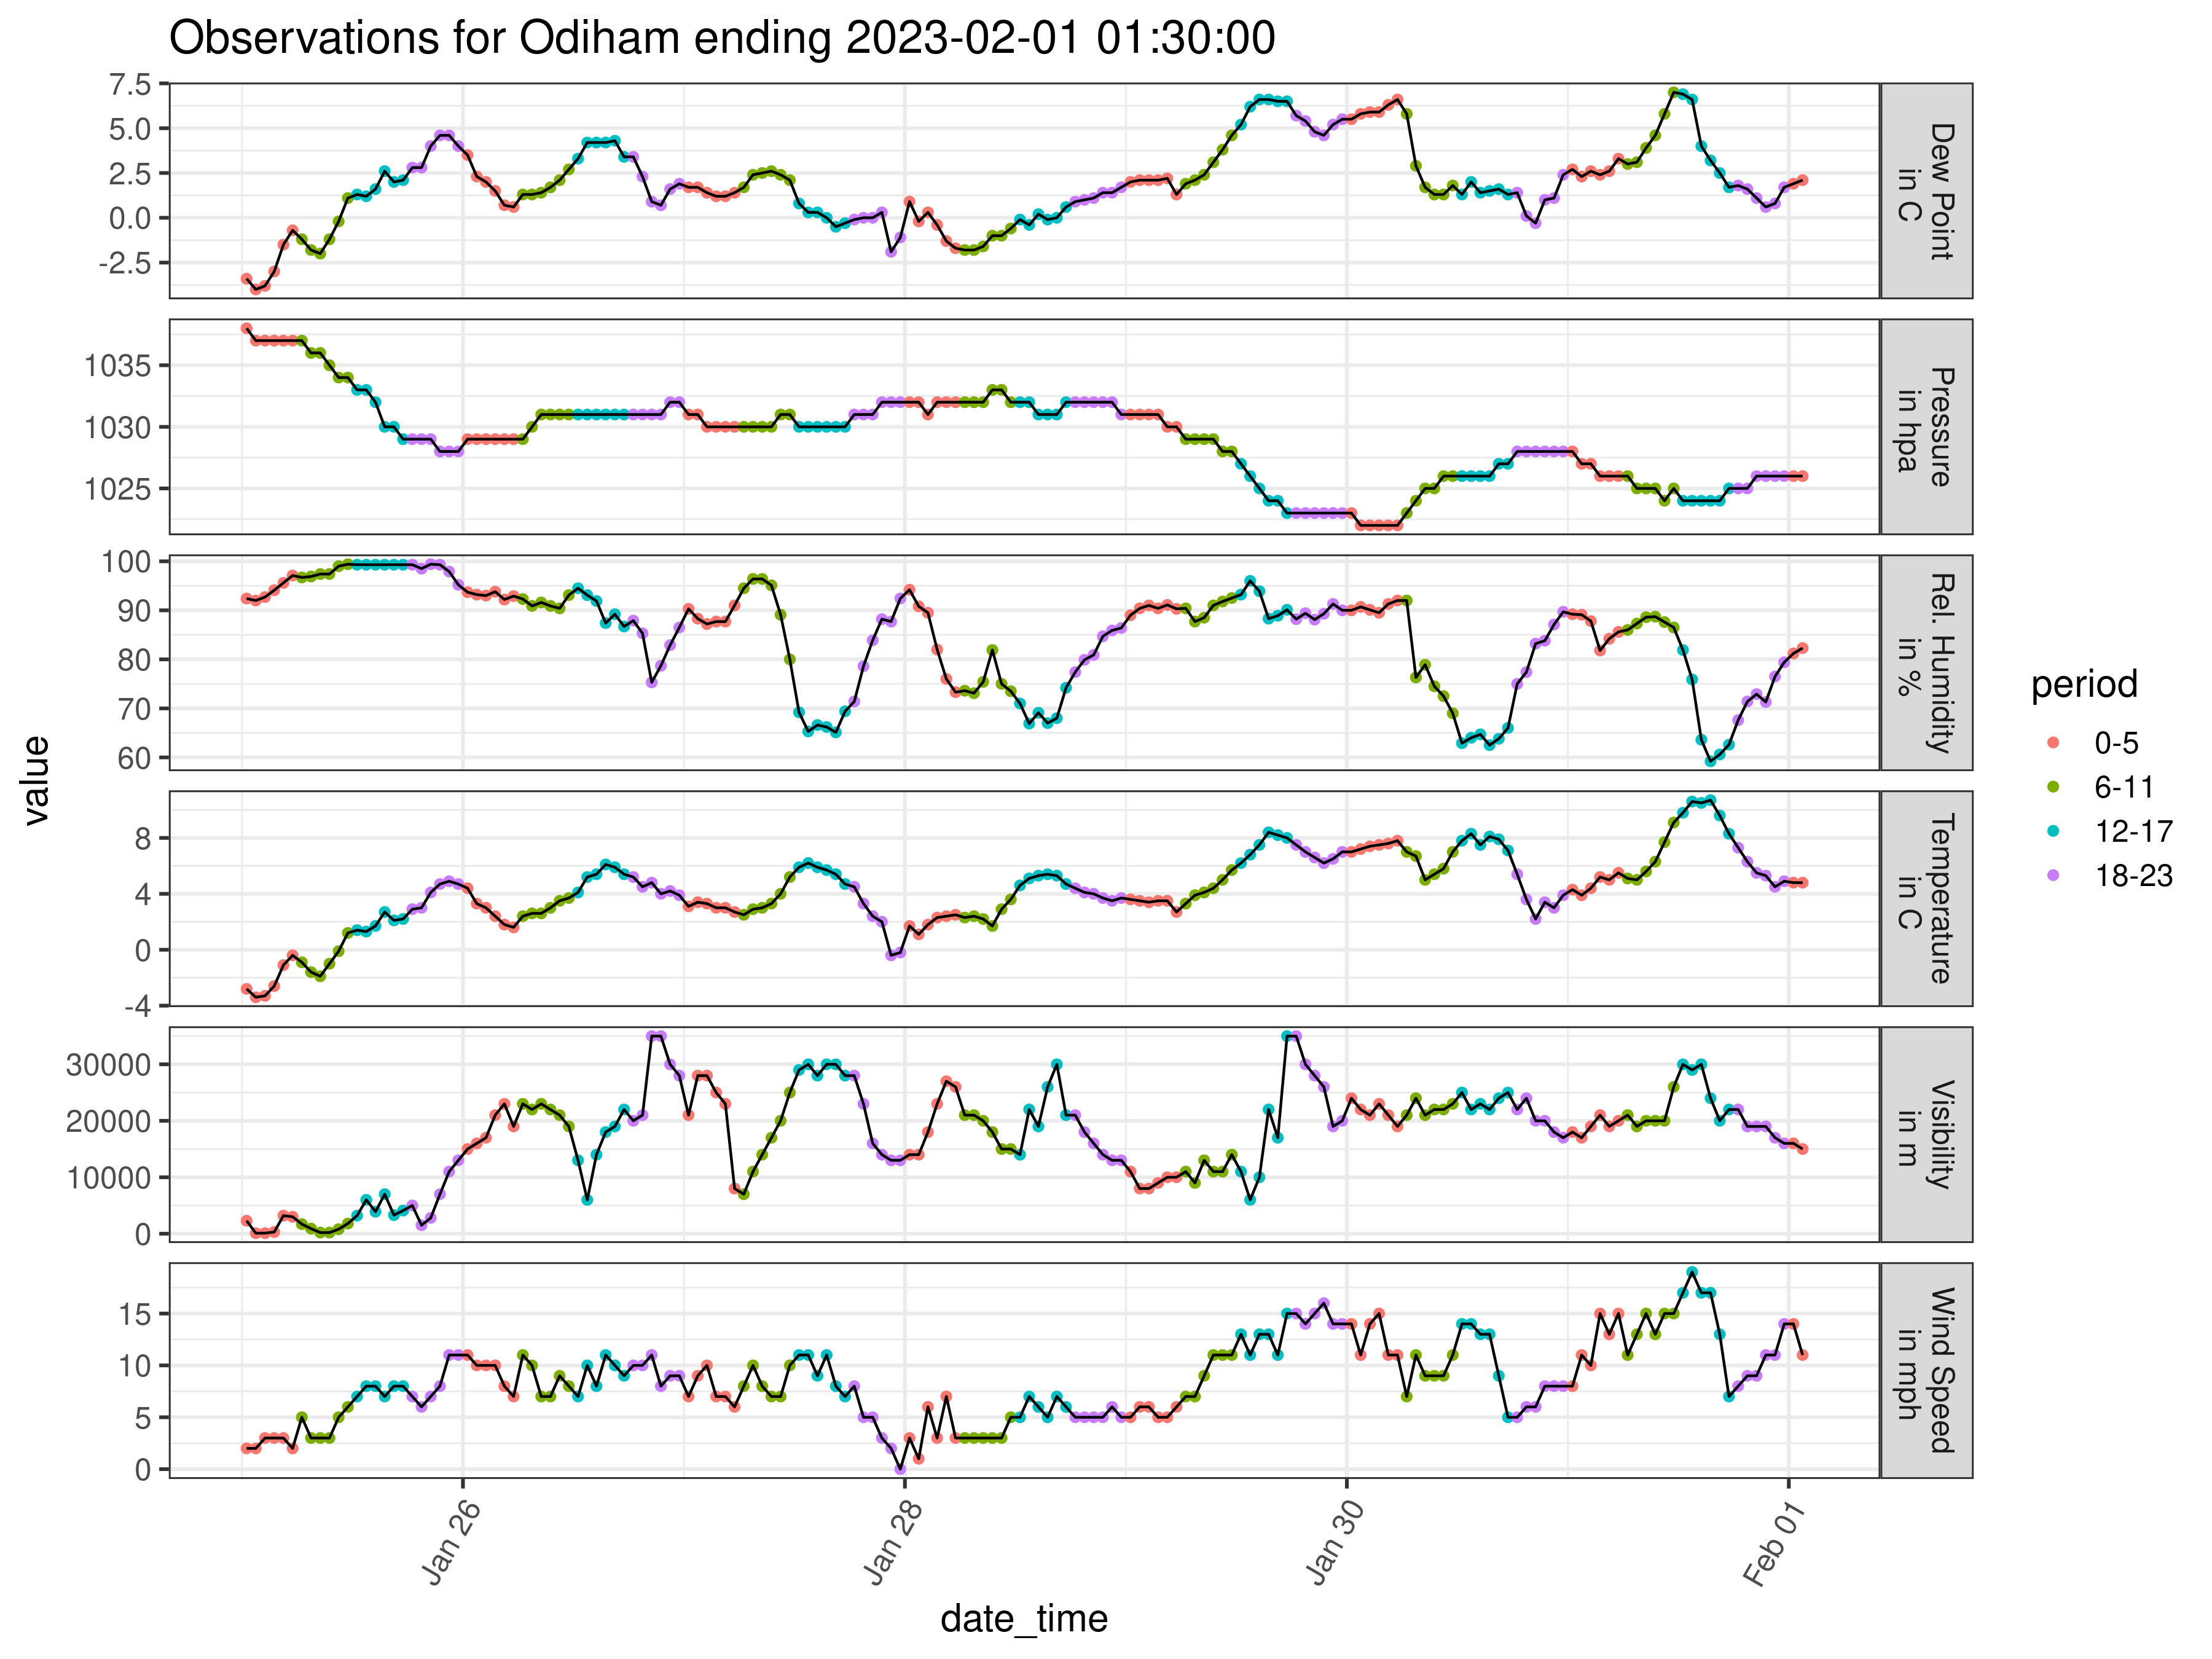 Observations for Odiham ending 2023-02-01 01:30:00
7.5
5.0
2.5
0.0
-2.5
Dew Point
in C
1035
1030
1025
Pressure
in hpa
100
90
80
70
60
Rel. Humidity
in %
8
4
0
-4
Temperature
in C
30000
20000
10000
0
Visibility
in m
15
10
5
0
Wind Speed
in mph
value
Jan 26
Jan 28
Jan 30
Feb 01
date_time
period
0-5
6-11
12-17
18-23